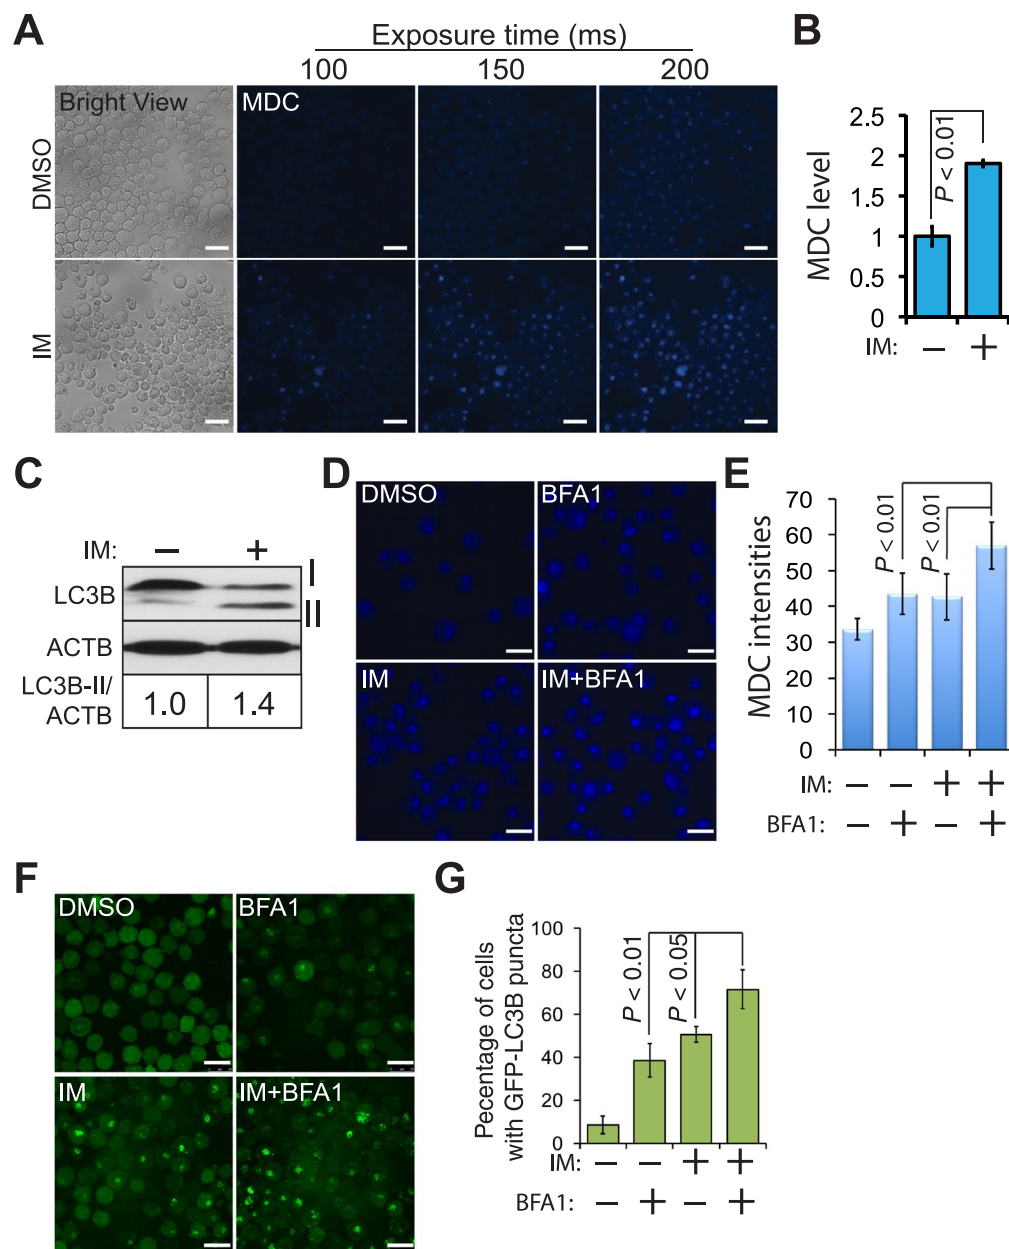 A
Exposure time (ms)
100 150 200
Bright View MDC
DMSO
IM
B
MDC level
2.5
2
1.5
1
0.5
0
P < 0.01
IM: − +
C
IM: − +
LC3B I
II
ACTB
LC3B-II/
ACTB
1.0 1.4
D
DMSO BFA1
IM IM+BFA1
E
MDC intensities
70
60
50
40
30
20
10
0
P < 0.01
P < 0.01
IM: − − + +
BFA1: − + − +
F
DMSO BFA1
IM IM+BFA1
G
Pecentage of cells
with GFP-LC3B puncta
100
80
60
40
20
0
P < 0.01
P < 0.05
IM: − − + +
BFA1: − + − +